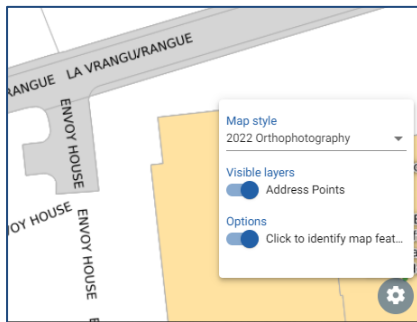 RANGUE LA VRANGU/RANGUE
ENVOY HOUSE
VOY HOUSE
ENVOY HOUSE
Map style
2022 Orthophotography
Visible layers
Address Points
Options
Click to identify map feat...